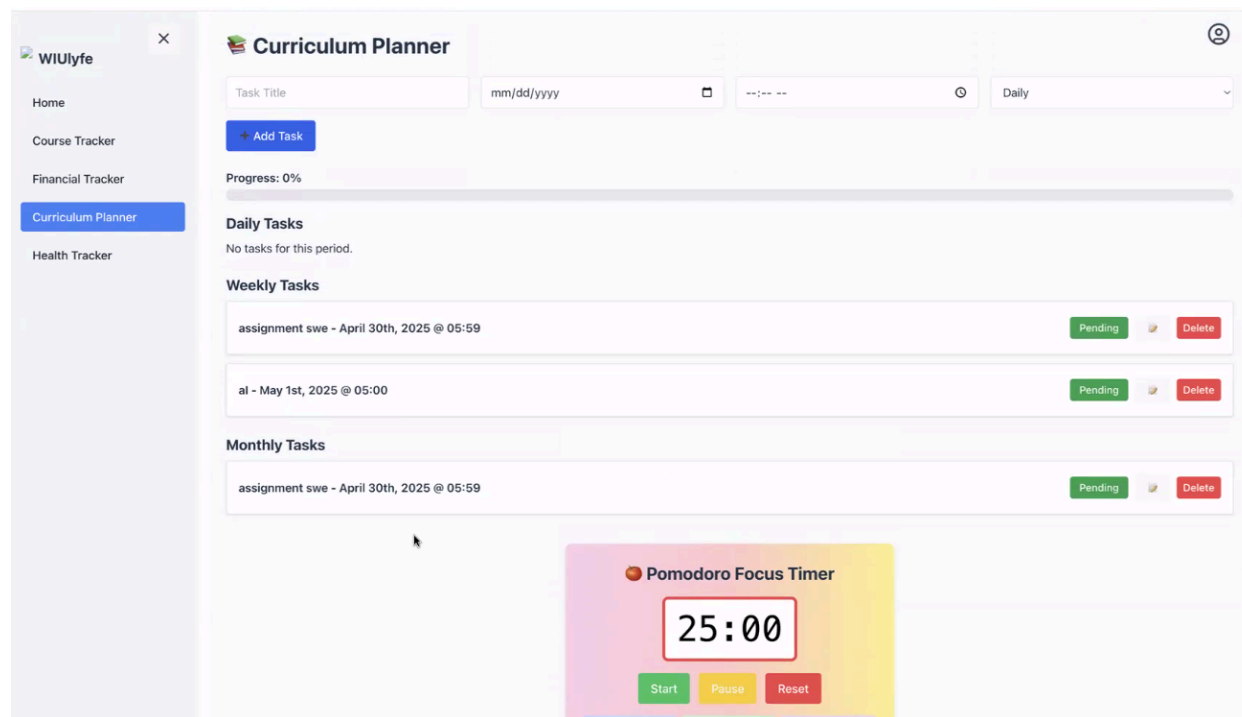 WIUlyfe
Home
Course Tracker
Financial Tracker
Curriculum Planner
Health Tracker
Curriculum Planner
Task Title
mm/dd/yyyy
--:-- --
Daily
Add Task
Progress: 0%
Daily Tasks
No tasks for this period.
Weekly Tasks
assignment swe - April 30th, 2025 @ 05:59
Pending
Delete
al - May 1st, 2025 @ 05:00
Pending
Delete
Monthly Tasks
assignment swe - April 30th, 2025 @ 05:59
Pending
Delete
Pomodoro Focus Timer
25:00
Start
Pause
Reset